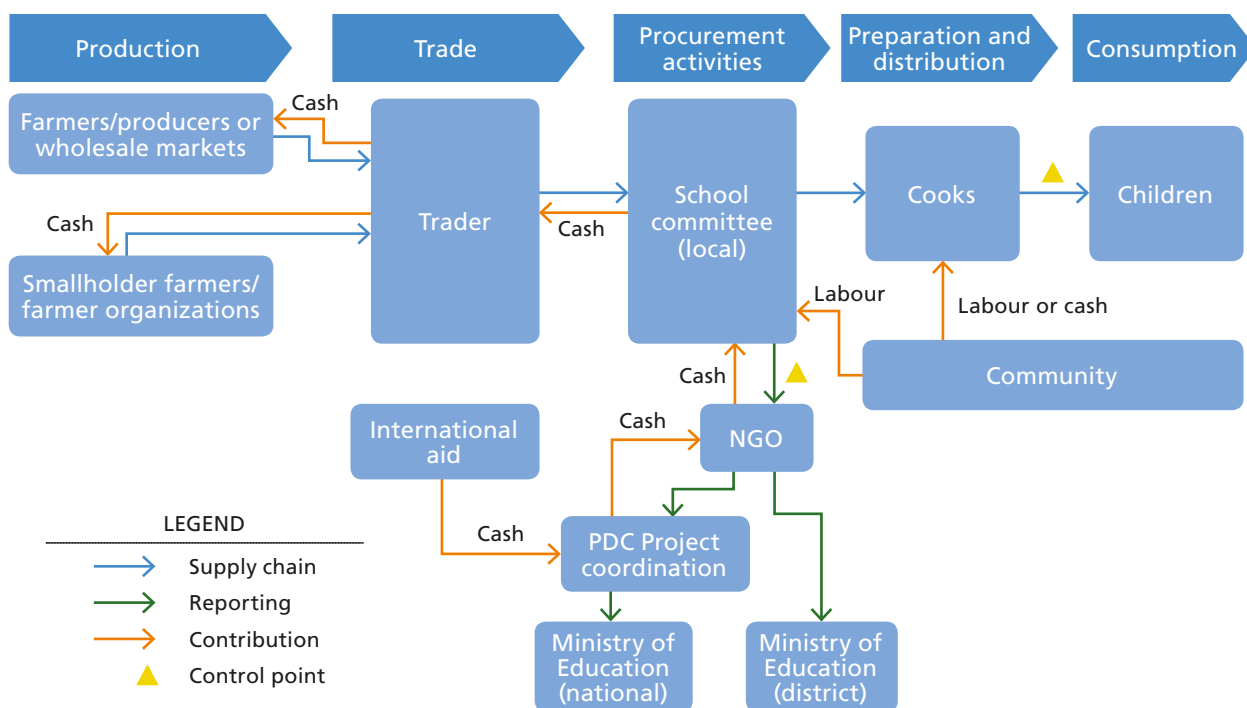 Production
Trade
Procurement
activities
Preparation and
distribution
Consumption
Farmers/producers or
wholesale markets
Cash
Trader
School
committee
(local)
Cooks
Children
Cash
Cash
Smallholder farmers/
farmer organizations
Labour
Labour or cash
Community
Cash
International
aid
Cash
NGO
Cash
PDC Project
coordination
Ministry of
Education
(national)
Ministry of
Education
(district)
LEGEND
Supply chain
Reporting
Contribution
Control point